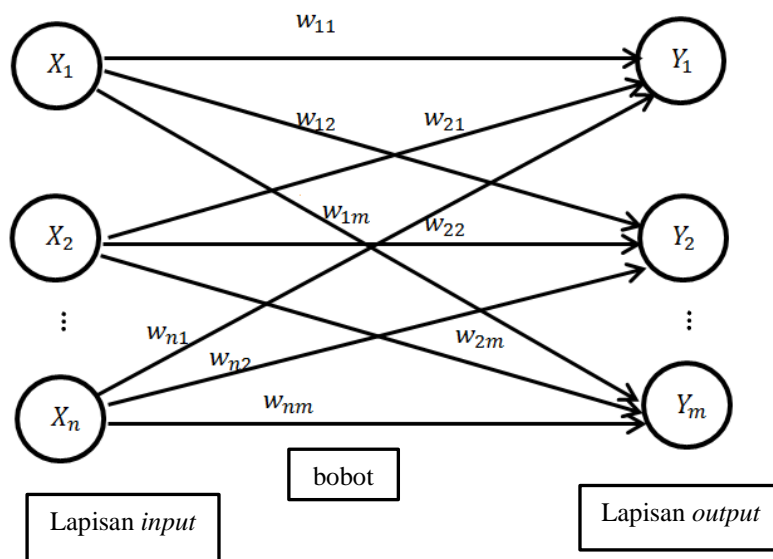 w₁₁
X₁
Y₁
w₁₂
w₂₁
w₁ₘ
w₂₂
X₂
Y₂
⋮
⋮
wₙ₁
wₙ₂
w₂ₘ
wₙₘ
Xₙ
Yₘ
bobot
Lapisan input
Lapisan output